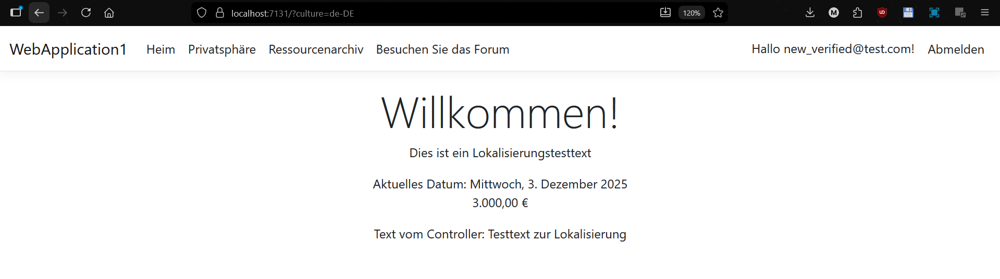 localhost:7131/?culture=de-DE 120% M
WebApplication1 Heim Privatsphäre Ressourcenarchiv Besuchen Sie das Forum Hallo new_verified@test.com! Abmelden
Willkommen!
Dies ist ein Lokalisierungstesttext
Aktuelles Datum: Mittwoch, 3. Dezember 2025
3.000,00 €
Text vom Controller: Testtext zur Lokalisierung